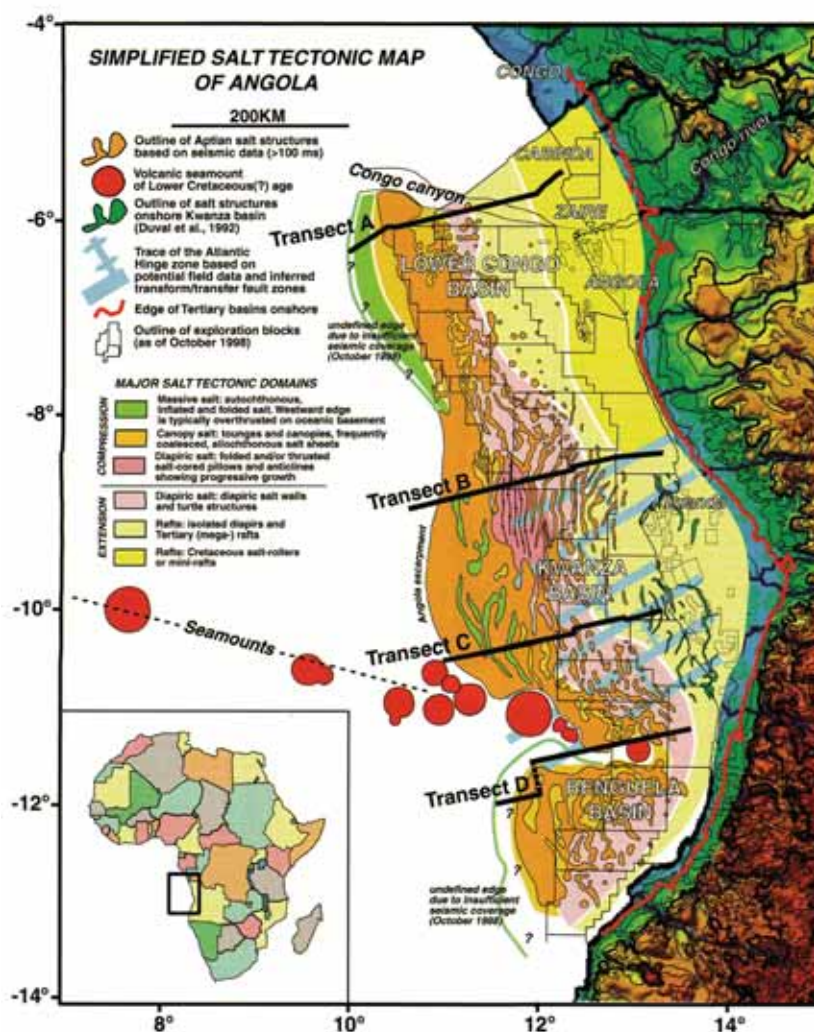 SIMPLIFIED SALT TECTONIC MAP
OF ANGOLA
200KM
Outline of Aptian salt structures
based on seismic data (>100 ms)
Volcanic seamount
of Lower Cretaceous(?) age
Outline of salt structures
onshore Kwanza basin
(Duval et al., 1992)
Trace of the Atlantic
Hinge zone based on
potential field data and inferred
transform/transfer fault zones
Edge of Tertiary basins onshore
Outline of exploration blocks
(as of October 1998)
MAJOR SALT TECTONIC DOMAINS
COMPRESSION
Massive salt: autochthonous,
inflated and folded salt. Westward edge
is typically overthrusted on oceanic basement
Canopy salt: tounges and canopies, frequently
coalesced, allochthonous salt sheets
Diapiric salt: folded and/or thrusted
salt-cored pillows and anticlines
showing progressive growth
EXTENSION
Diapiric salt: diapiric salt walls
and turtle structures
Rafts: isolated diapirs and
Tertiary (mega-) rafts
Rafts: Cretaceous salt-rollers
or mini-rafts
CONGO
Congo river
CABINDA
Congo canyon
ZAIRE
Transect A
LOWER CONGO
BASIN
ANGOLA
?
?
?
undefined edge
due to insufficient
seismic coverage
(October 1998)
Transect B
Luanda
Angola escarpment
KWANZA
BASIN
Seamounts
Transect C
Transect D
BENGUELA
BASIN
?
?
?
undefined edge
due to insufficient
seismic coverage
(October 1998)
-4°
-6°
-8°
-10°
-12°
-14°
8°
10°
12°
14°